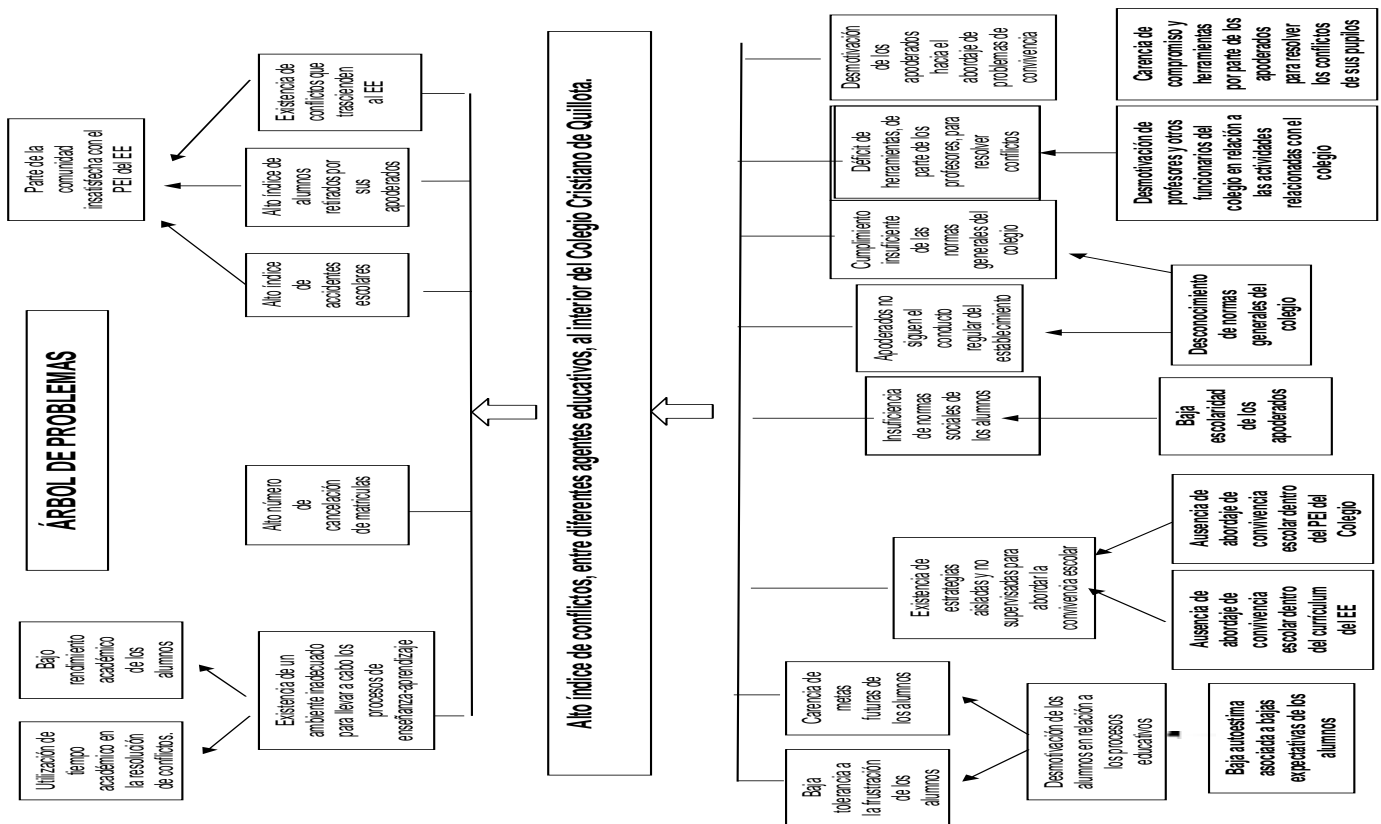 ÁRBOL DE PROBLEMAS
Utilización de
tiempo
académico en
la resolución
de conflictos.
Bajo
rendimiento
académico
de los
alumnos
Parte de la
comunidad
insatisfecha con el
PEI del EE
Existencia de un
ambiente inadecuado
para llevar a cabo los
procesos de
enseñanza-aprendizaje
Alto número
de
cancelación
de matrículas
Alto índice
de
accidentes
escolares
Alto índice de
alumnos
retirados por
sus
apoderados
Existencia de
conflictos que
trascienden
al EE
Alto índice de conflictos, entre diferentes agentes educativos, al interior del Colegio Cristiano de Quillota.
Baja
tolerancia a
la frustración
de los
alumnos
Carencia de
metas
futuras de
los alumnos
Existencia de
estrategias
aisladas y no
supervisadas para
abordar la
convivencia escolar
Insuficiencia
de normas
sociales de
los alumnos
Apoderados no
siguen el
conducto
regular del
establecimiento
Cumplimiento
insuficiente
de las
normas
generales del
colegio
Déficit de
herramientas, de
parte de los
profesores, para
resolver
conflictos
Desmotivación
de los
apoderados
hacia el
abordaje de
problemas de
convivencia
Desmotivación de los
alumnos en relación a
los procesos
educativos
Baja autoestima
asociada a bajas
expectativas de los
alumnos
Ausencia de
abordaje de
convivencia
escolar dentro
del currículum
del EE
Ausencia de
abordaje de
convivencia
escolar dentro
del PEI del
Colegio
Baja
escolaridad
de los
apoderados
Desconocimiento
de normas
generales del
colegio
Desmotivación de
profesores y otros
funcionarios del
colegio en relación a
las actividades
relacionadas con el
colegio
Carencia de
compromiso y
herramientas
por parte de los
apoderados
para resolver
los conflictos
de sus pupilos